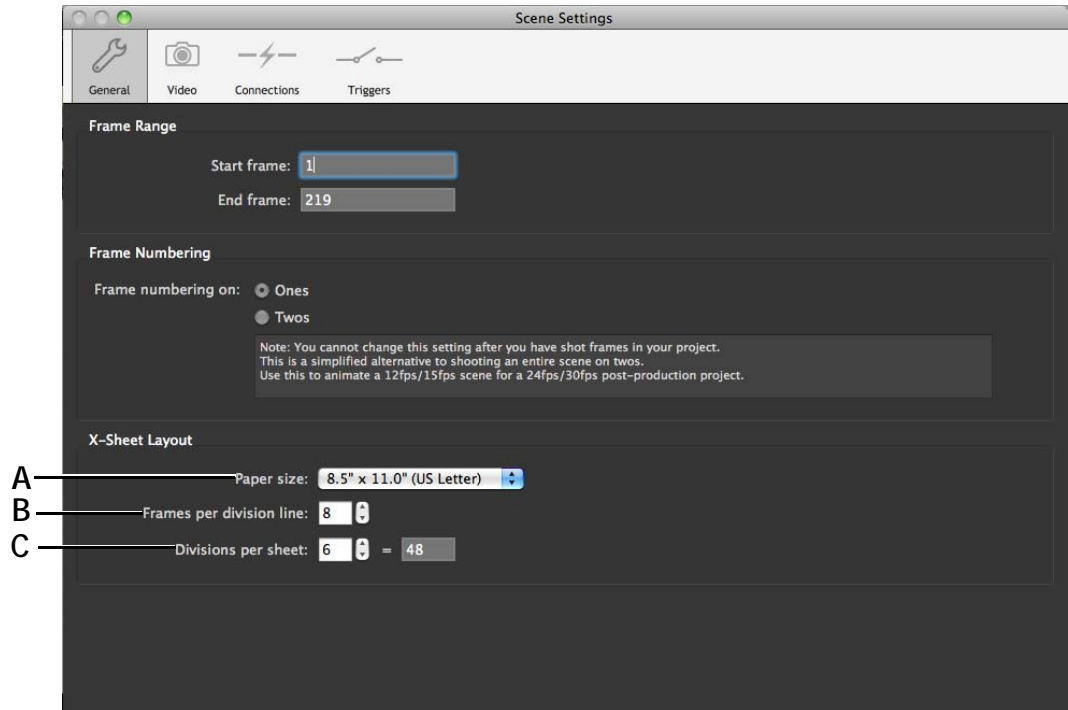 Scene Settings
General Video Connections Triggers
Frame Range
Start frame: 1
End frame: 219
Frame Numbering
Frame numbering on: Ones
Twos
Note: You cannot change this setting after you have shot frames in your project.
This is a simplified alternative to shooting an entire scene on twos.
Use this to animate a 12fps/15fps scene for a 24fps/30fps post-production project.
X-Sheet Layout
A Paper size: 8.5" x 11.0" (US Letter)
B Frames per division line: 8
C Divisions per sheet: 6 = 48